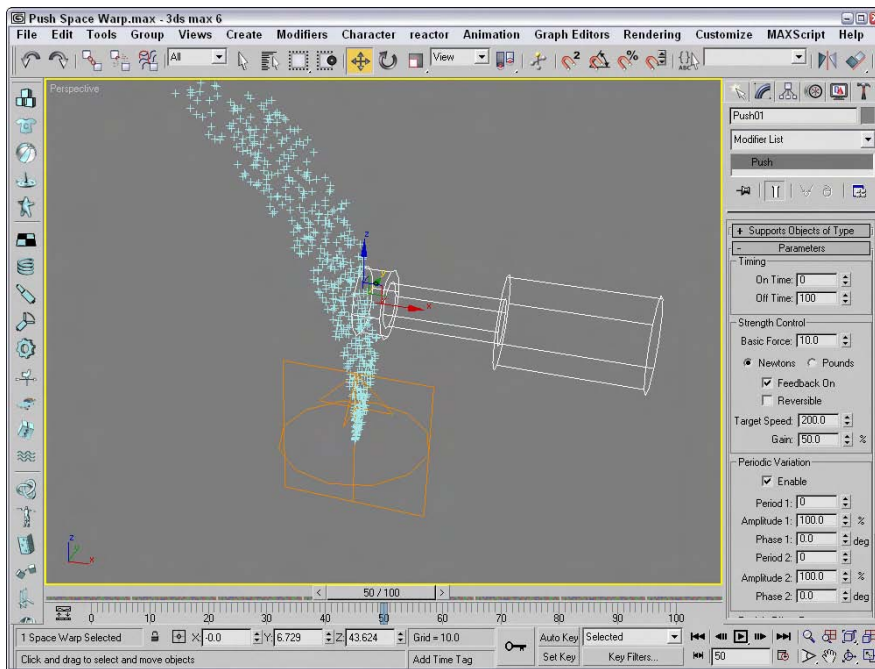 Push Space Warp.max - 3ds max 6
File Edit Tools Group Views Create Modifiers Character reactor Animation Graph Editors Rendering Customize MAXScript Help
All View
Perspective
Push01
Modifier List
Push
+ Supports Objects of Type
- Parameters
Timing
On Time: 0
Off Time: 100
Strength Control
Basic Force: 10.0
Newtons Pounds
Feedback On
Reversible
Target Speed: 200.0
Gain: 50.0 %
Periodic Variation
Enable
Period 1: 0
Amplitude 1: 100.0 %
Phase 1: 0.0 deg
Period 2: 0
Amplitude 2: 100.0 %
Phase 2: 0.0 deg
z
x
z
y
x
< 50 / 100 >
0 10 20 30 40 50 60 70 80 90 100
1 Space Warp Selected X: -0.0 Y: 6.729 Z: 43.624 Grid = 10.0 Auto Key Selected
Click and drag to select and move objects Add Time Tag Set Key Key Filters... 50